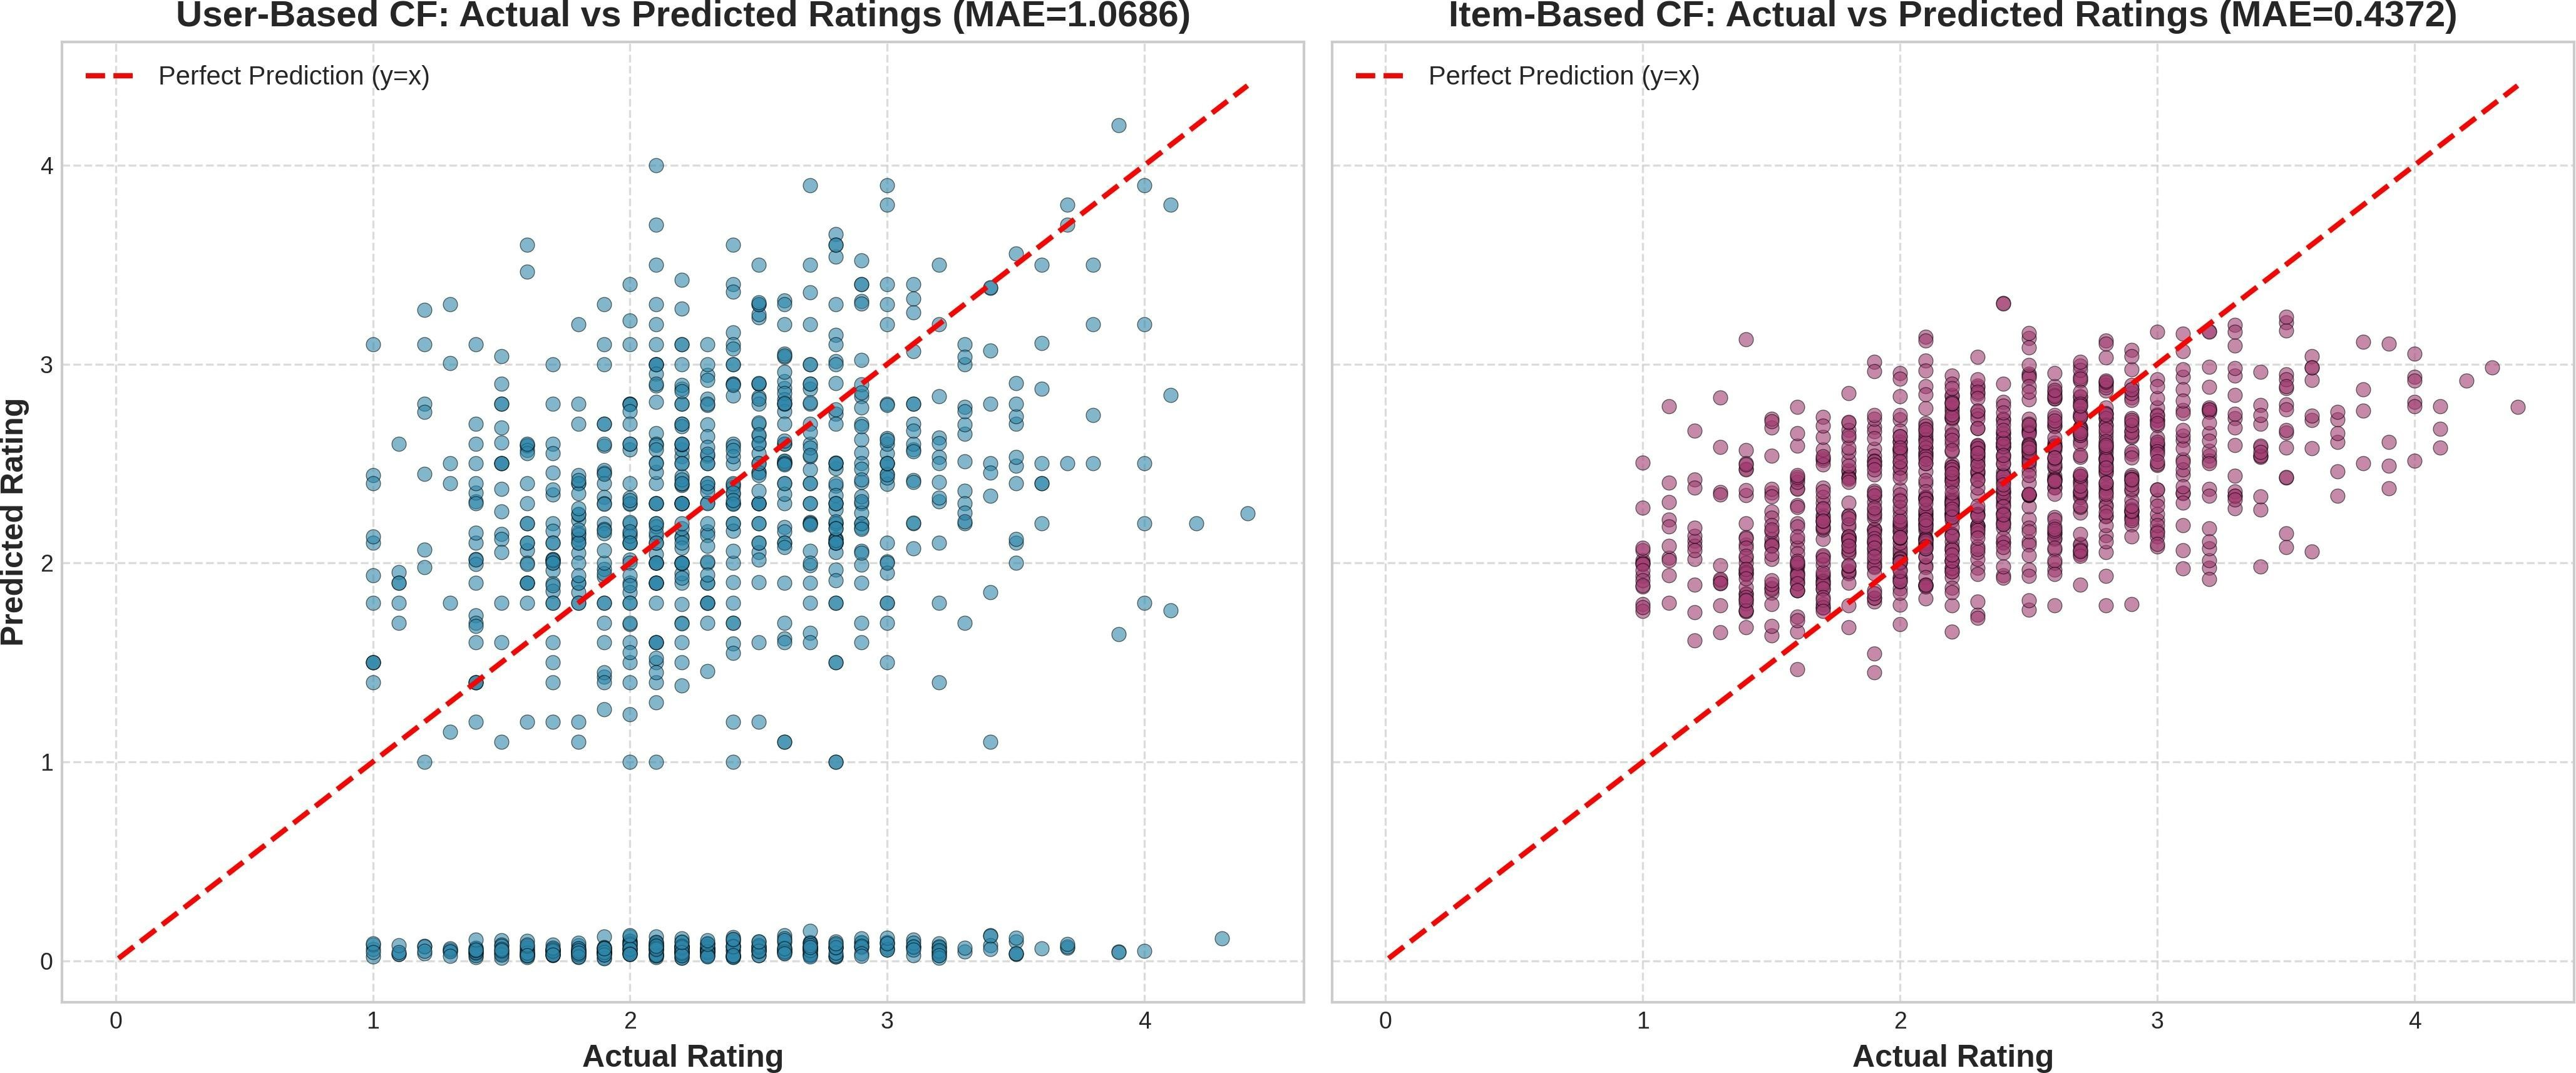 User-Based CF: Actual vs Predicted Ratings (MAE=1.0686)
Perfect Prediction (y=x)
Predicted Rating
4
3
2
1
0
0 1 2 3 4
Actual Rating
Item-Based CF: Actual vs Predicted Ratings (MAE=0.4372)
Perfect Prediction (y=x)
0 1 2 3 4
Actual Rating